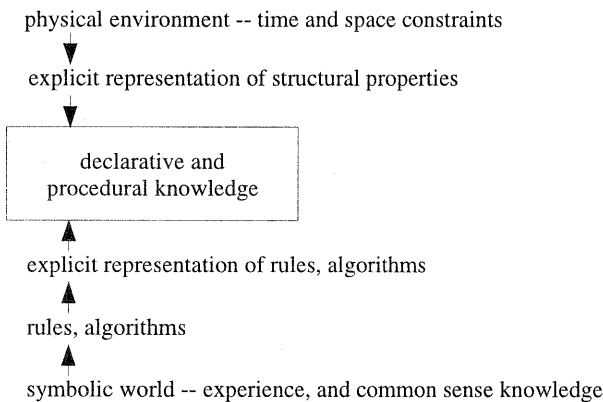 physical environment -- time and space constraints
explicit representation of structural properties
declarative and
procedural knowledge
explicit representation of rules, algorithms
rules, algorithms
symbolic world -- experience, and common sense knowledge